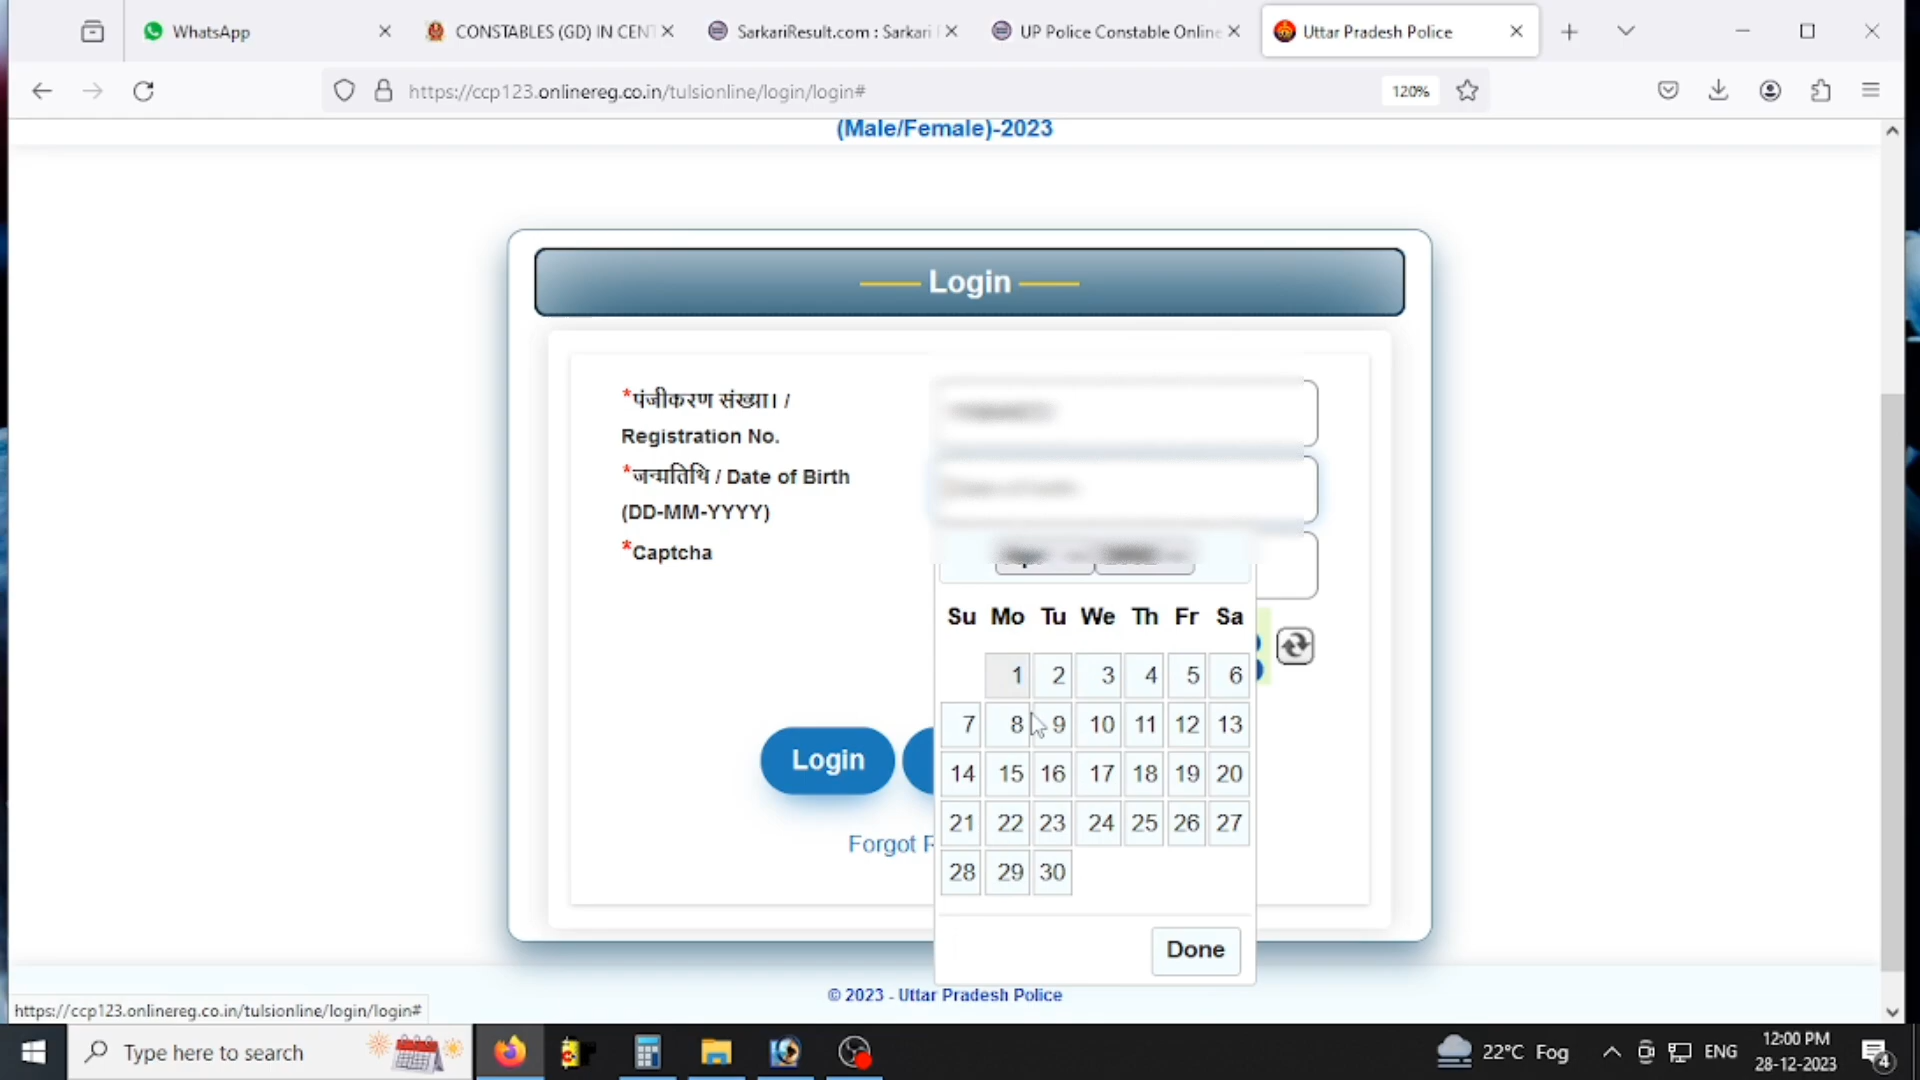 WhatsApp
CONSTABLES (GD) IN CENT
SarkariResult.com : Sarkari
UP Police Constable Online
Uttar Pradesh Police
https://ccp123.onlinereg.co.in/tulsionline/login/login#
120%
(Male/Female)-2023
Login
*पंजीकरण संख्या। /
Registration No.
*जन्मतिथि / Date of Birth
(DD-MM-YYYY)
*Captcha
Su Mo Tu We Th Fr Sa
1 2 3 4 5 6
7 8 9 10 11 12 13
14 15 16 17 18 19 20
21 22 23 24 25 26 27
28 29 30
Login
Forgot
Done
© 2023 - Uttar Pradesh Police
https://ccp123.onlinereg.co.in/tulsionline/login/login#
Type here to search
22°C Fog
ENG
12:00 PM
28-12-2023
4